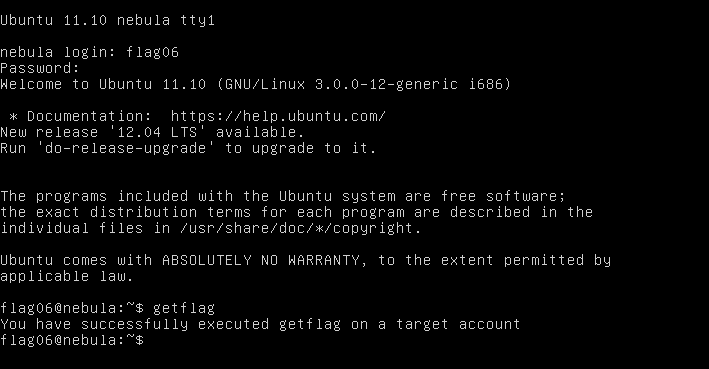 Ubuntu 11.10 nebula tty1
nebula login: flag06
Password:
Welcome to Ubuntu 11.10 (GNU/Linux 3.0.0-12-generic i686)
* Documentation:  https://help.ubuntu.com/
New release '12.04 LTS' available.
Run 'do-release-upgrade' to upgrade to it.
The programs included with the Ubuntu system are free software;
the exact distribution terms for each program are described in the
individual files in /usr/share/doc/*/copyright.
Ubuntu comes with ABSOLUTELY NO WARRANTY, to the extent permitted by
applicable law.
flag06@nebula:~$ getflag
You have successfully executed getflag on a target account
flag06@nebula:~$